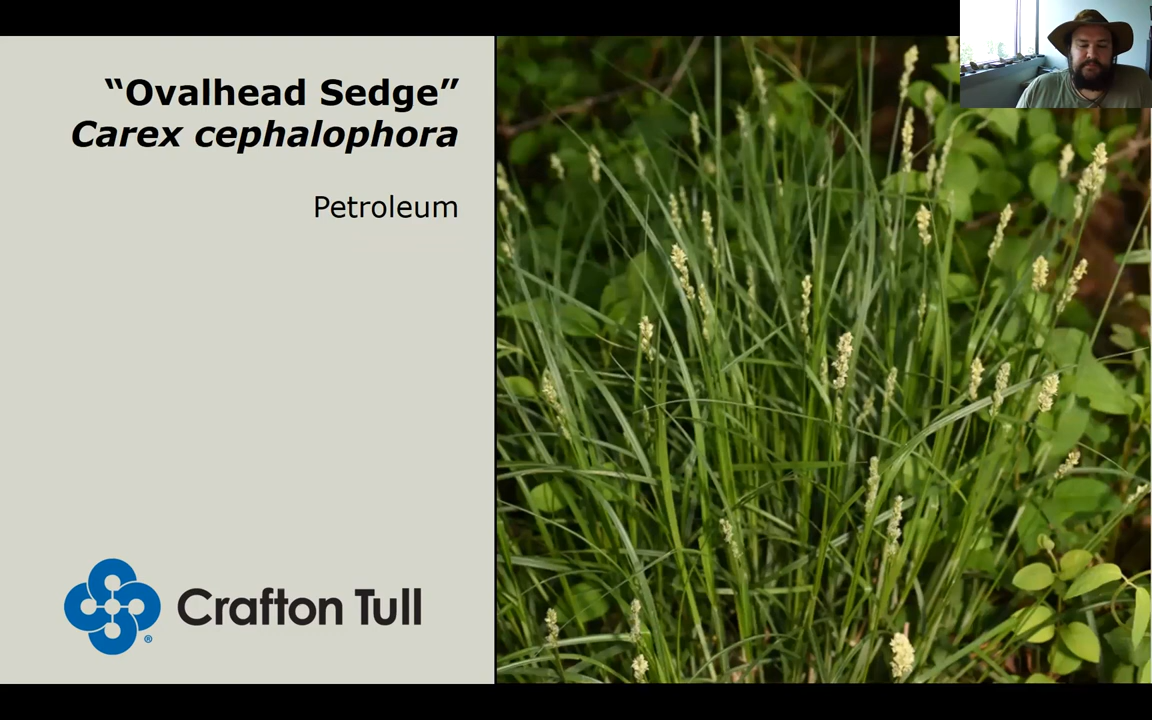 “Ovalhead Sedge”
Carex cephalophora
Petroleum
Crafton Tull
®